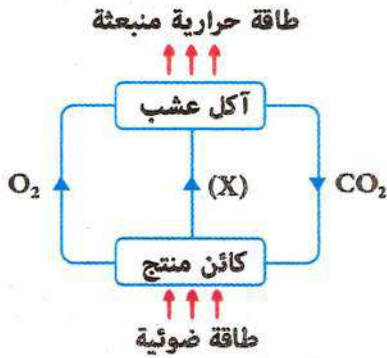 طاقة حرارية منبعثة
آكل عشب
O₂
(X)
CO₂
كائن منتج
طاقة ضوئية